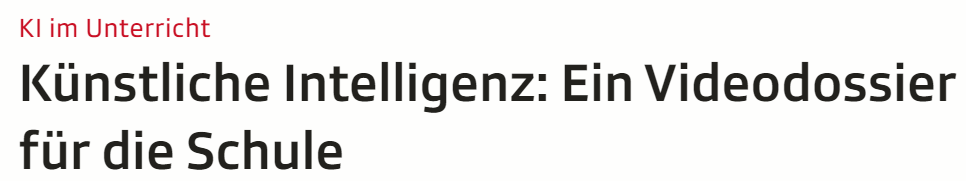 KI im Unterricht
Künstliche Intelligenz: Ein Videodossier
für die Schule